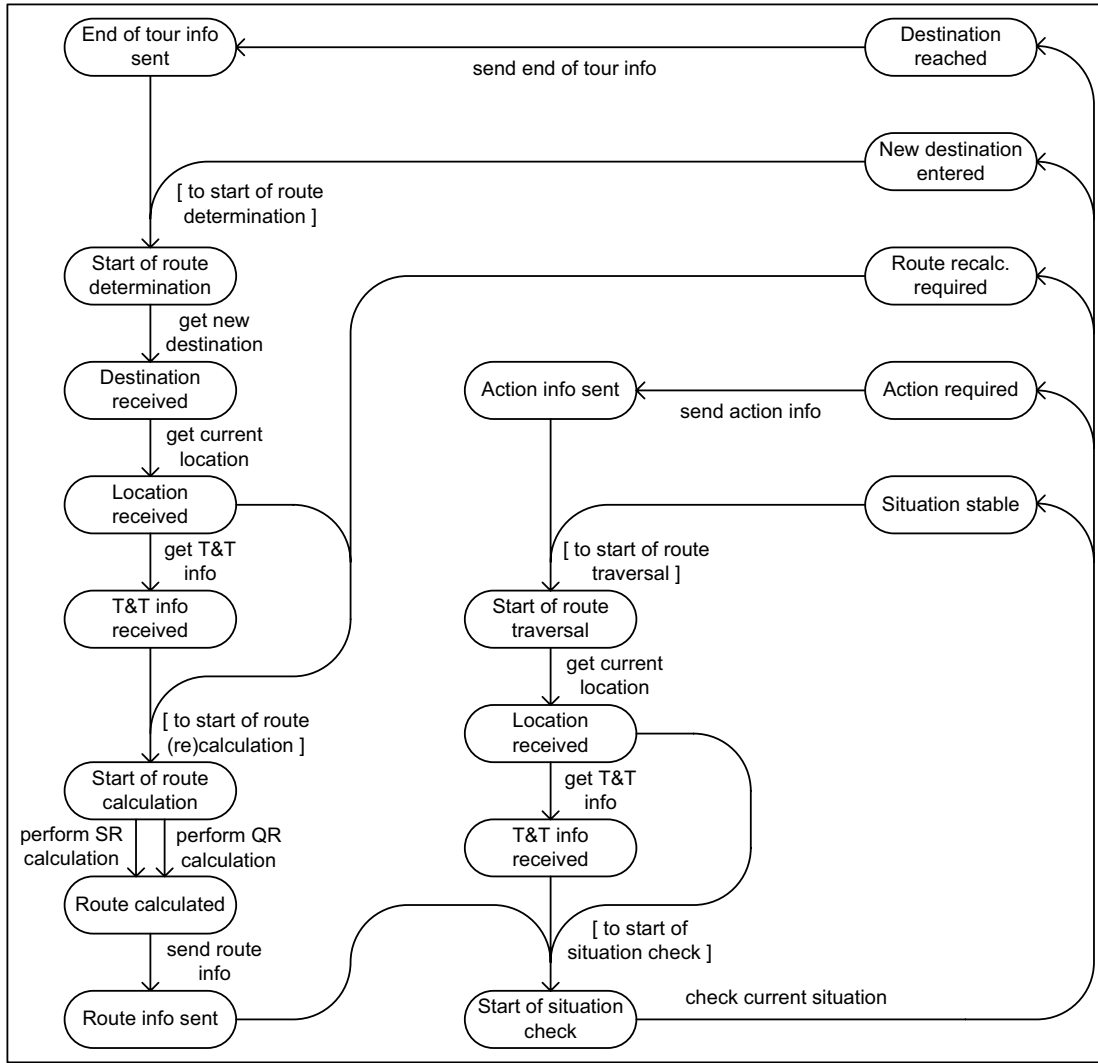 End of tour info
sent
Destination
reached
send end of tour info
New destination
entered
[ to start of route
determination ]
Start of route
determination
Route recalc.
required
get new
destination
Destination
received
Action info sent
Action required
send action info
get current
location
Location
received
Situation stable
get T&T
info
[ to start of route
traversal ]
T&T info
received
Start of route
traversal
get current
location
[ to start of route
(re)calculation ]
Location
received
Start of route
calculation
get T&T
info
perform SR
calculation
perform QR
calculation
T&T info
received
Route calculated
[ to start of
situation check ]
send route
info
Route info sent
Start of situation
check
check current situation